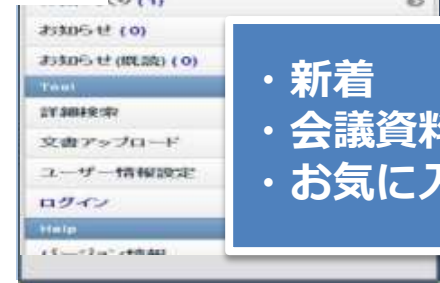 お知らせ (0)
お知らせ(既読) (0)
Tool
詳細検索
文書アップロード
ユーザー情報設定
ログイン
Help
・新着
・会議資料
・お気に入